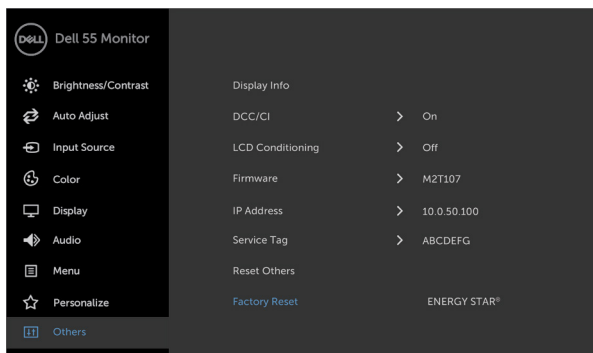 DELL Dell 55 Monitor
Brightness/Contrast
Auto Adjust
Input Source
Color
Display
Audio
Menu
Personalize
Others
Display Info
DCC/CI > On
LCD Conditioning > Off
Firmware > M2T107
IP Address > 10.0.50.100
Service Tag > ABCDEFG
Reset Others
Factory Reset ENERGY STAR®